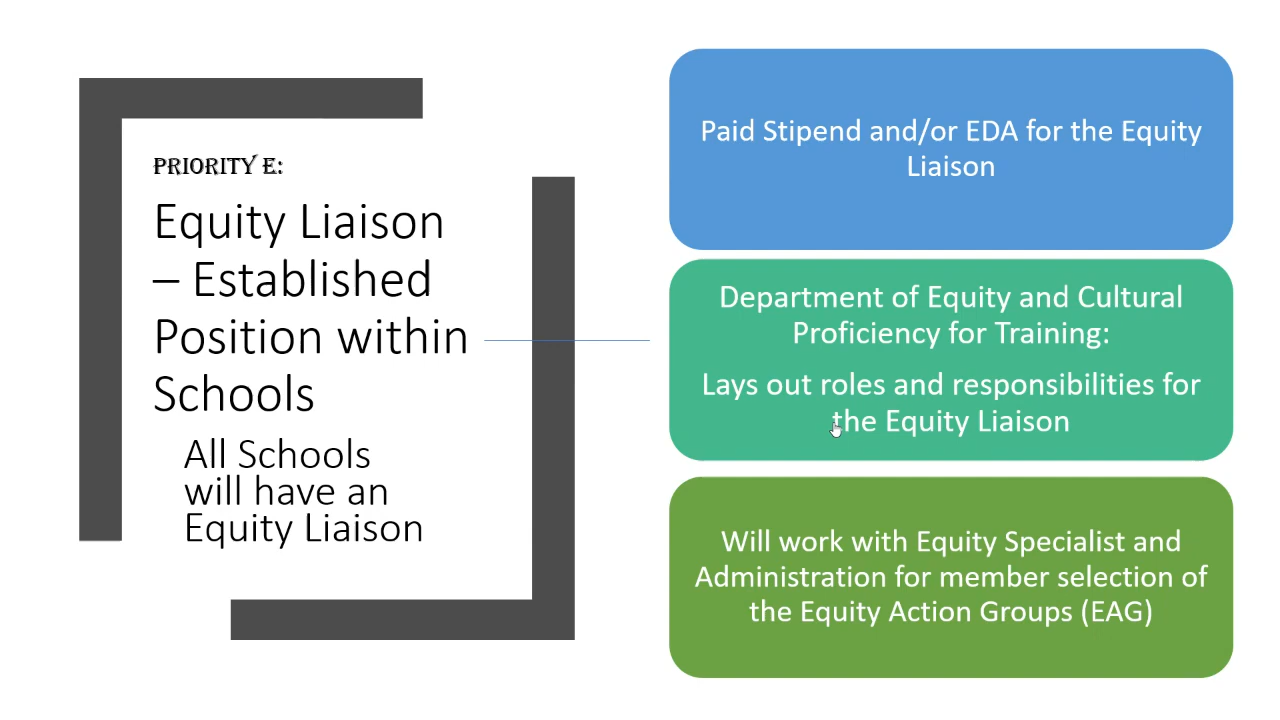 PRIORITY E:
Equity Liaison
– Established
Position within
Schools
All Schools
will have an
Equity Liaison
Paid Stipend and/or EDA for the Equity
Liaison
Department of Equity and Cultural
Proficiency for Training:
Lays out roles and responsibilities for
the Equity Liaison
Will work with Equity Specialist and
Administration for member selection of
the Equity Action Groups (EAG)